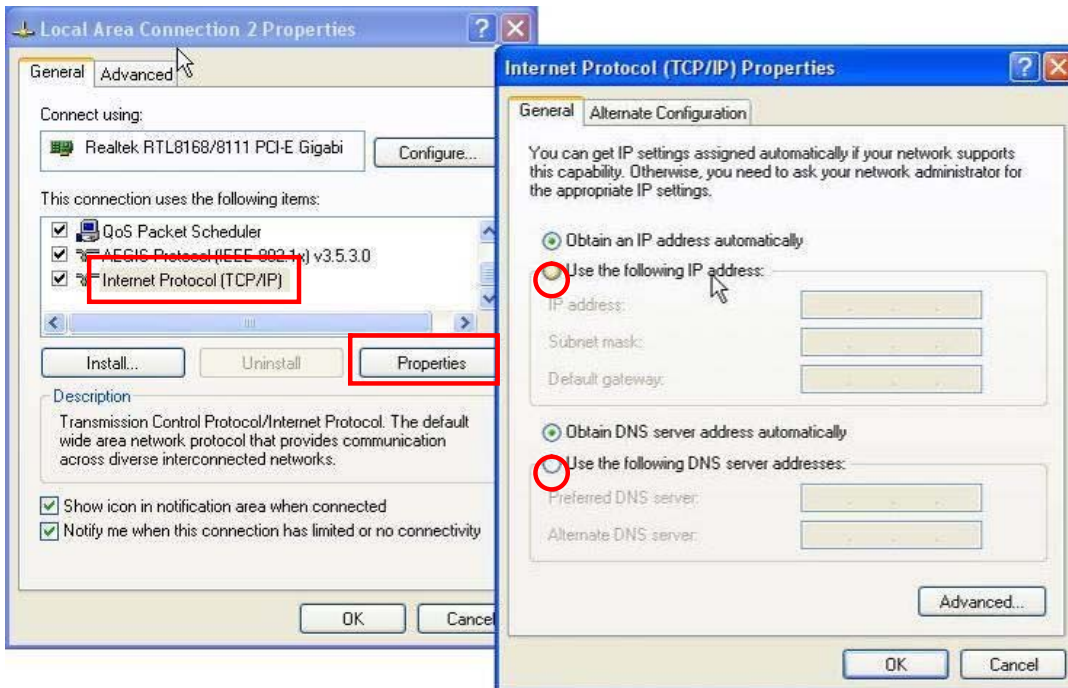 Local Area Connection 2 Properties
General
Advanced
Connect using:
Realtek RTL8168/8111 PCI-E Gigabi
Configure...
This connection uses the following items:
QoS Packet Scheduler
AEGIS Protocol (IEEE 802.1x) v3.5.3.0
Internet Protocol (TCP/IP)
Install...
Uninstall
Properties
Description
Transmission Control Protocol/Internet Protocol. The default
wide area network protocol that provides communication
across diverse interconnected networks.
Show icon in notification area when connected
Notify me when this connection has limited or no connectivity
OK
Cancel
Internet Protocol (TCP/IP) Properties
General
Alternate Configuration
You can get IP settings assigned automatically if your network supports
this capability. Otherwise, you need to ask your network administrator for
the appropriate IP settings.
Obtain an IP address automatically
Use the following IP address:
IP address:
Subnet mask:
Default gateway:
Obtain DNS server address automatically
Use the following DNS server addresses:
Preferred DNS server:
Alternate DNS server:
Advanced...
OK
Cancel